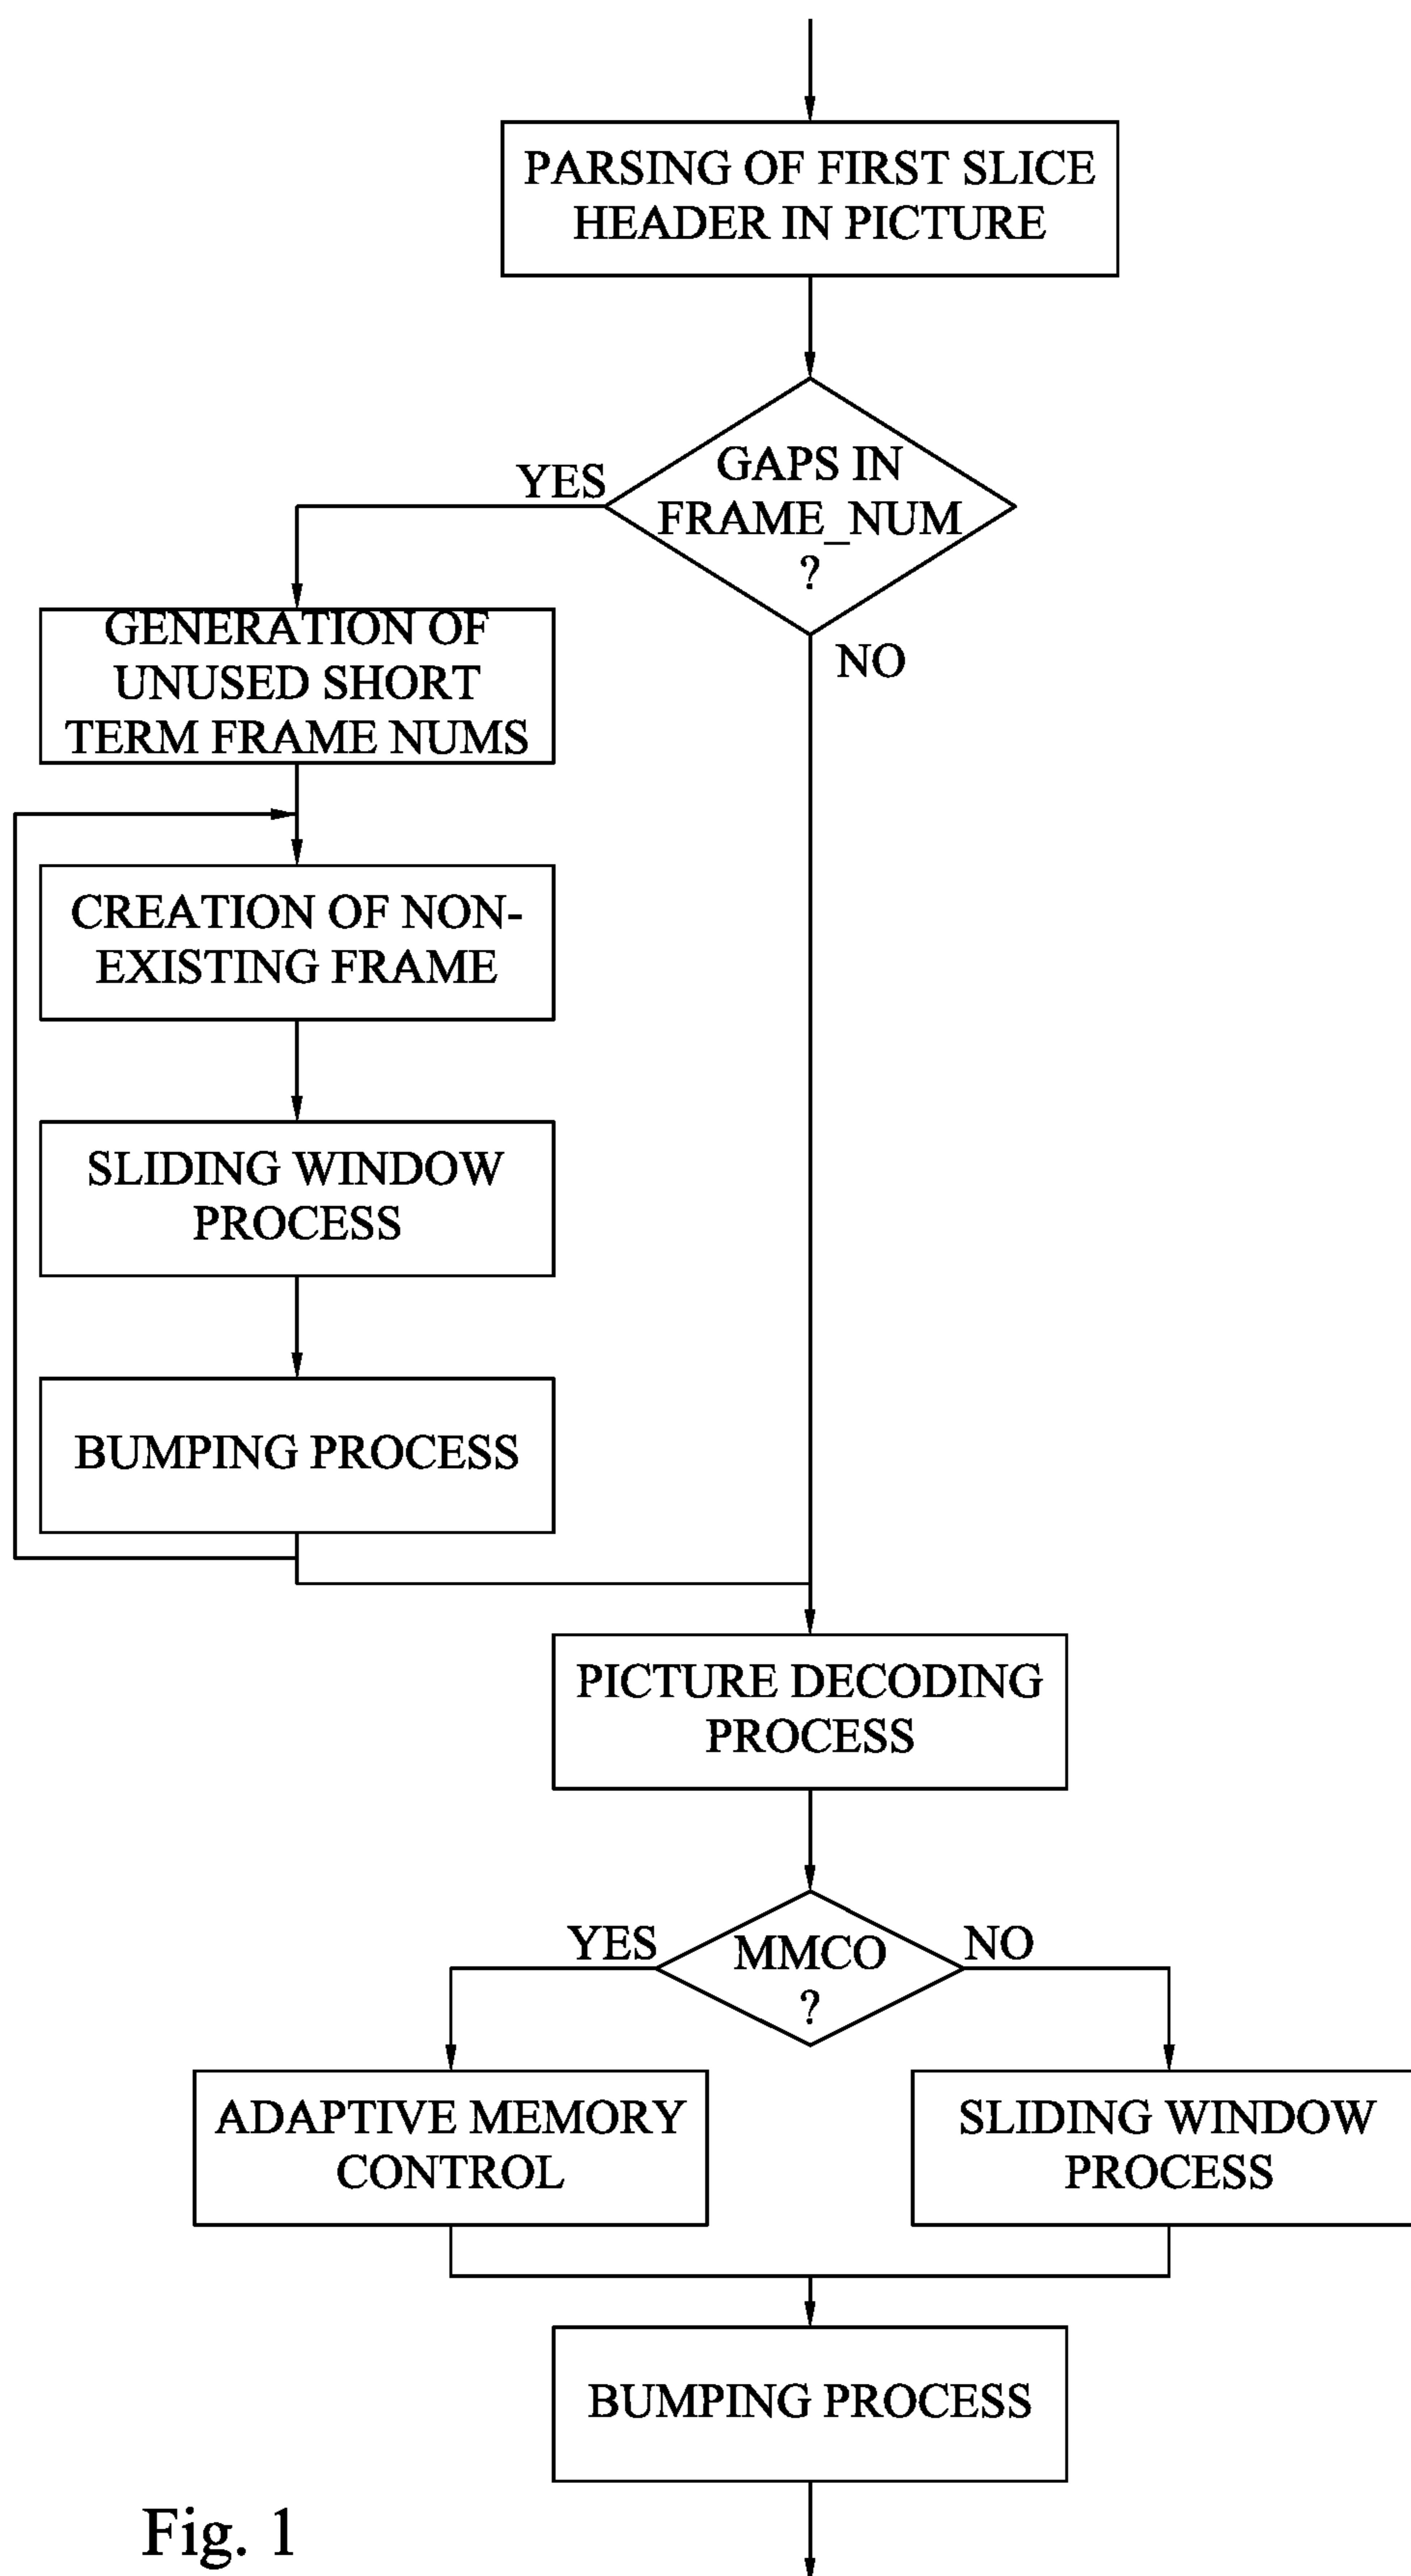 PARSING OF FIRST SLICE
HEADER IN PICTURE
GAPS IN
FRAME_NUM
?
YES
NO
GENERATION OF
UNUSED SHORT
TERM FRAME NUMS
CREATION OF NON-
EXISTING FRAME
SLIDING WINDOW
PROCESS
BUMPING PROCESS
PICTURE DECODING
PROCESS
MMCO
?
YES
NO
ADAPTIVE MEMORY
CONTROL
SLIDING WINDOW
PROCESS
BUMPING PROCESS
Fig. 1